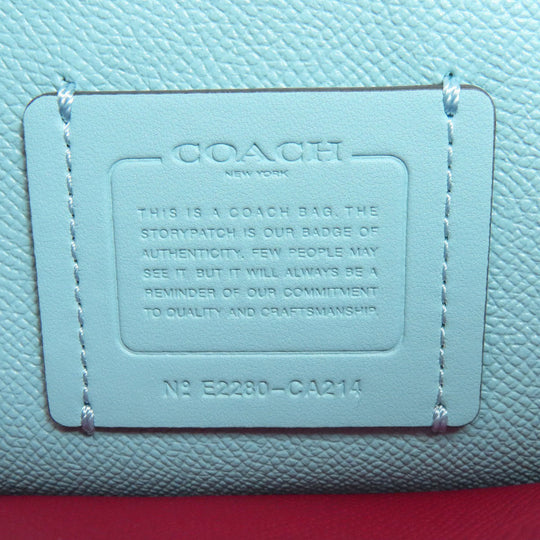 COACH
NEW YORK
THIS IS A COACH BAG. THE
STORYPATCH IS OUR BADGE OF
AUTHENTICITY. FEW PEOPLE MAY
SEE IT, BUT IT WILL ALWAYS BE A
REMINDER OF OUR COMMITMENT
TO QUALITY AND CRAFTSMANSHIP.
Nº E2280-CA214